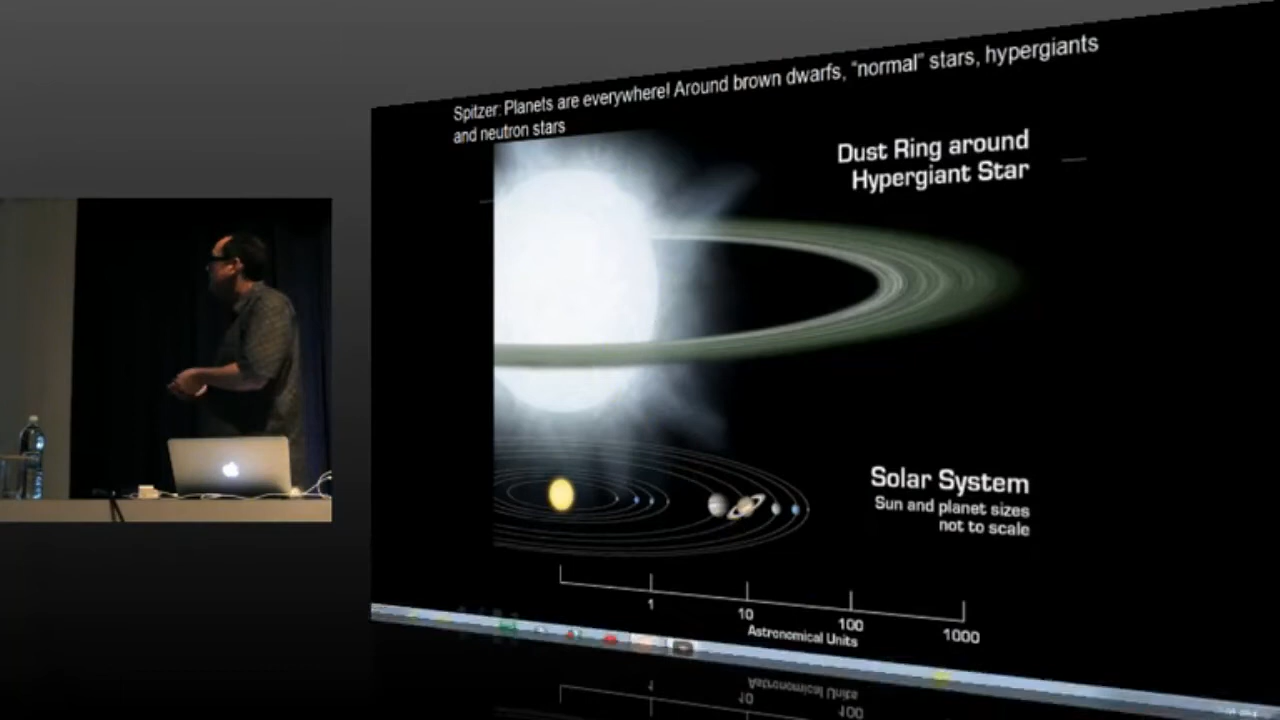 Spitzer: Planets are everywhere! Around brown dwarfs, “normal” stars, hypergiants
and neutron stars
Dust Ring around
Hypergiant Star
Solar System
Sun and planet sizes
not to scale
1
10
100
1000
Astronomical Units